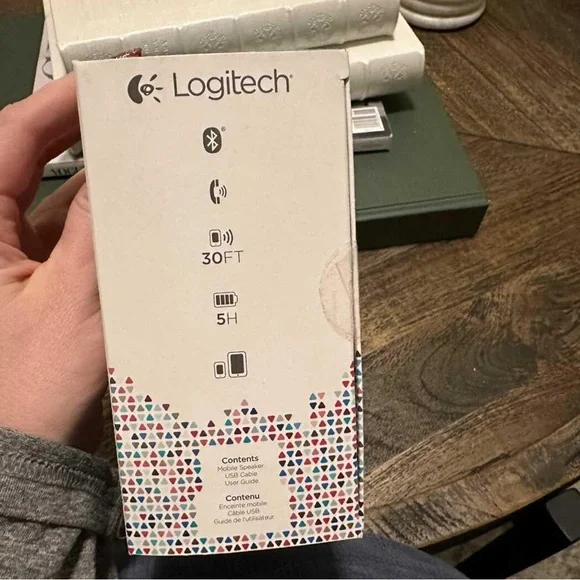 Logitech
30FT
5H
Contents
Mobile Speaker
USB Cable
User Guide
Contenu
Enceinte mobile
Câble USB
Guide de l'utilisateur